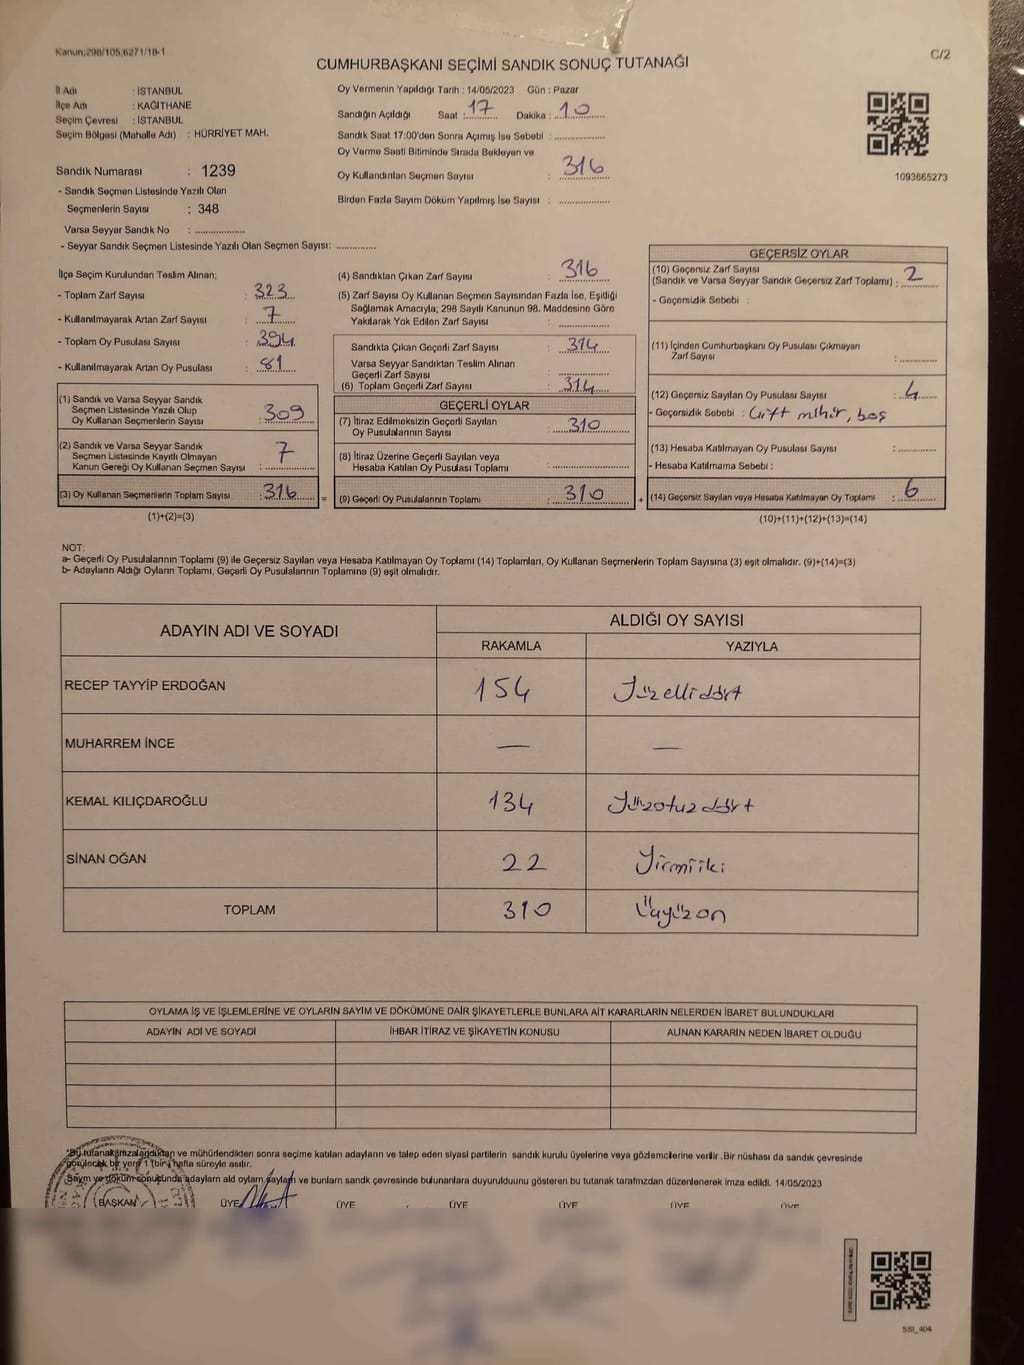 Kanun,298/105,6271/18-1
C/2
CUMHURBAŞKANI SEÇİMİ SANDIK SONUÇ TUTANAĞI
İl Adı : İSTANBUL
İlçe Adı : KAĞITHANE
Seçim Çevresi : İSTANBUL
Seçim Bölgesi (Mahalle Adı) : HÜRRİYET MAH.
Sandık Numarası : 1239
- Sandık Seçmen Listesinde Yazılı Olan
Seçmenlerin Sayısı : 348
Varsa Seyyar Sandık No : ..............
- Seyyar Sandık Seçmen Listesinde Yazılı Olan Seçmen Sayısı: ............
Oy Vermenin Yapıldığı Tarih : 14/05/2023 Gün : Pazar
Sandığın Açıldığı Saat : 17 Dakika : 10
Sandık Saat 17:00'den Sonra Açımış İse Sebebi : ..............
Oy Verme Saati Bitiminde Sırada Bekleyen ve
Oy Kullandırılan Seçmen Sayısı : 316
Birden Fazla Sayım Döküm Yapılmış İse Sayısı : ..............
1093665273
İlçe Seçim Kurulundan Teslim Alınan;
- Toplam Zarf Sayısı : 323
- Kullanılmayarak Artan Zarf Sayısı : 7
- Toplam Oy Pusulası Sayısı : 394
- Kullanılmayarak Artan Oy Pusulası : 81
(1) Sandık ve Varsa Seyyar Sandık
Seçmen Listesinde Yazılı Olup
Oy Kullanan Seçmenlerin Sayısı : 309
(2) Sandık ve Varsa Seyyar Sandık
Seçmen Listesinde Kayıtlı Olmayan
Kanun Gereği Oy Kullanan Seçmen Sayısı : 7
(3) Oy Kullanan Seçmenlerin Toplam Sayısı : 316
(1)+(2)=(3)
=
(4) Sandıktan Çıkan Zarf Sayısı : 316
(5) Zarf Sayısı Oy Kullanan Seçmen Sayısından Fazla İse, Eşitliği
Sağlamak Amacıyla; 298 Sayılı Kanunun 98. Maddesine Göre
Yakılarak Yok Edilen Zarf Sayısı : ..............
Sandıkta Çıkan Geçerli Zarf Sayısı : 314
Varsa Seyyar Sandıktan Teslim Alınan
Geçerli Zarf Sayısı : ..............
(6) Toplam Geçerli Zarf Sayısı : 314
GEÇERLİ OYLAR
(7) İtiraz Edilmeksizin Geçerli Sayılan
Oy Pusulalarının Sayısı : 310
(8) İtiraz Üzerine Geçerli Sayılan veya
Hesaba Katılan Oy Pusulası Toplamı : ..............
(9) Geçerli Oy Pusulalarının Toplamı : 310
+
GEÇERSİZ OYLAR
(10) Geçersiz Zarf Sayısı
(Sandık ve Varsa Seyyar Sandık Geçersiz Zarf Toplamı) : 2
- Geçersizlik Sebebi :
(11) İçinden Cumhurbaşkanı Oy Pusulası Çıkmayan
Zarf Sayısı : ............
(12) Geçersiz Sayılan Oy Pusulası Sayısı : 4
- Geçersizlik Sebebi : Çift mühür, boş
(13) Hesaba Katılmayan Oy Pusulası Sayısı : ............
- Hesaba Katılmama Sebebi :
(14) Geçersiz Sayılan veya Hesaba Katılmayan Oy Toplamı : 6
(10)+(11)+(12)+(13)=(14)
NOT:
a- Geçerli Oy Pusulalarının Toplamı (9) ile Geçersiz Sayılan veya Hesaba Katılmayan Oy Toplamı (14) Toplamları, Oy Kullanan Seçmenlerin Toplam Sayısına (3) eşit olmalıdır. (9)+(14)=(3)
b- Adayların Aldığı Oyların Toplamı, Geçerli Oy Pusulalarının Toplamına (9) eşit olmalıdır.
ADAYIN ADI VE SOYADI ALDIĞI OY SAYISI
RAKAMLA YAZIYLA
RECEP TAYYİP ERDOĞAN 154 Yüzellidört
MUHARREM İNCE — —
KEMAL KILIÇDAROĞLU 134 Yüzotuzdört
SİNAN OĞAN 22 Yirmiiki
TOPLAM 310 Üçyüzon
OYLAMA İŞ VE İŞLEMLERİNE VE OYLARIN SAYIM VE DÖKÜMÜNE DAİR ŞİKAYETLERLE BUNLARA AİT KARARLARIN NELERDEN İBARET BULUNDUKLARI
ADAYIN ADI VE SOYADI İHBAR İTİRAZ VE ŞİKAYETİN KONUSU ALINAN KARARIN NEDEN İBARET OLDUĞU
*Bu tutanak imzalandıktan ve mühürlendikten sonra seçime katılan adayların ve talep eden siyasi partilerin sandık kurulu üyelerine veya gözlemcilerine verilir .Bir nüshası da sandık çevresinde
görülecek bir yere 1 (bir) hafta süreyle asılır.
Sayım ve döküm sonucunda adayların aldığı oyların sayıları ve bunların sandık çevresinde bulunanlara duyurulduğunu gösteren bu tutanak tarafımızdan düzenlenerek imza edildi. 14/05/2023
BAŞKAN ÜYE ÜYE ÜYE ÜYE ÜYE ÜYE
SSI_404